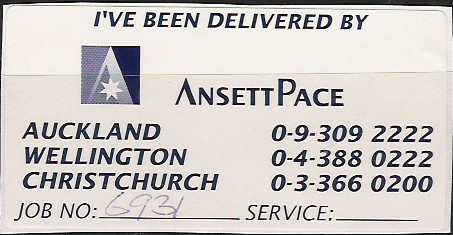 I'VE BEEN DELIVERED BY
ANSETTPACE
AUCKLAND 0-9-309 2222
WELLINGTON 0-4-388 0222
CHRISTCHURCH 0-3-366 0200
JOB NO: 6931 SERVICE: